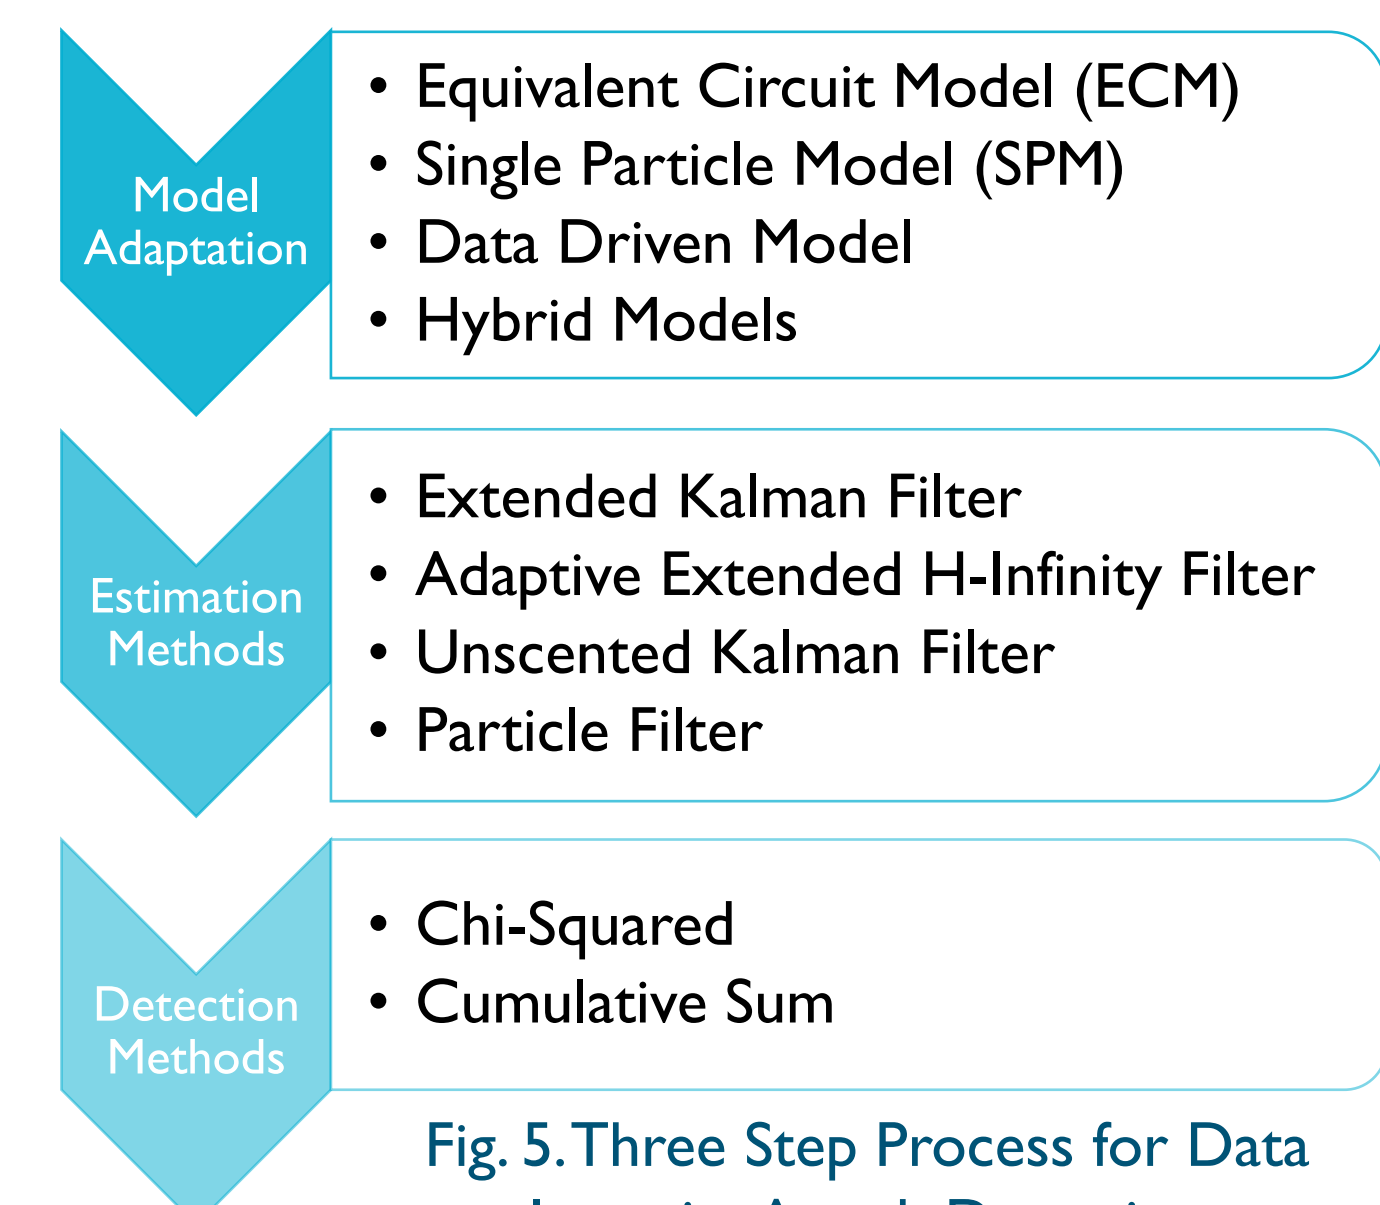 Model
Adaptation
• Equivalent Circuit Model (ECM)
• Single Particle Model (SPM)
• Data Driven Model
• Hybrid Models
Estimation
Methods
• Extended Kalman Filter
• Adaptive Extended H-Infinity Filter
• Unscented Kalman Filter
• Particle Filter
Detection
Methods
• Chi-Squared
• Cumulative Sum
Fig. 5. Three Step Process for Data